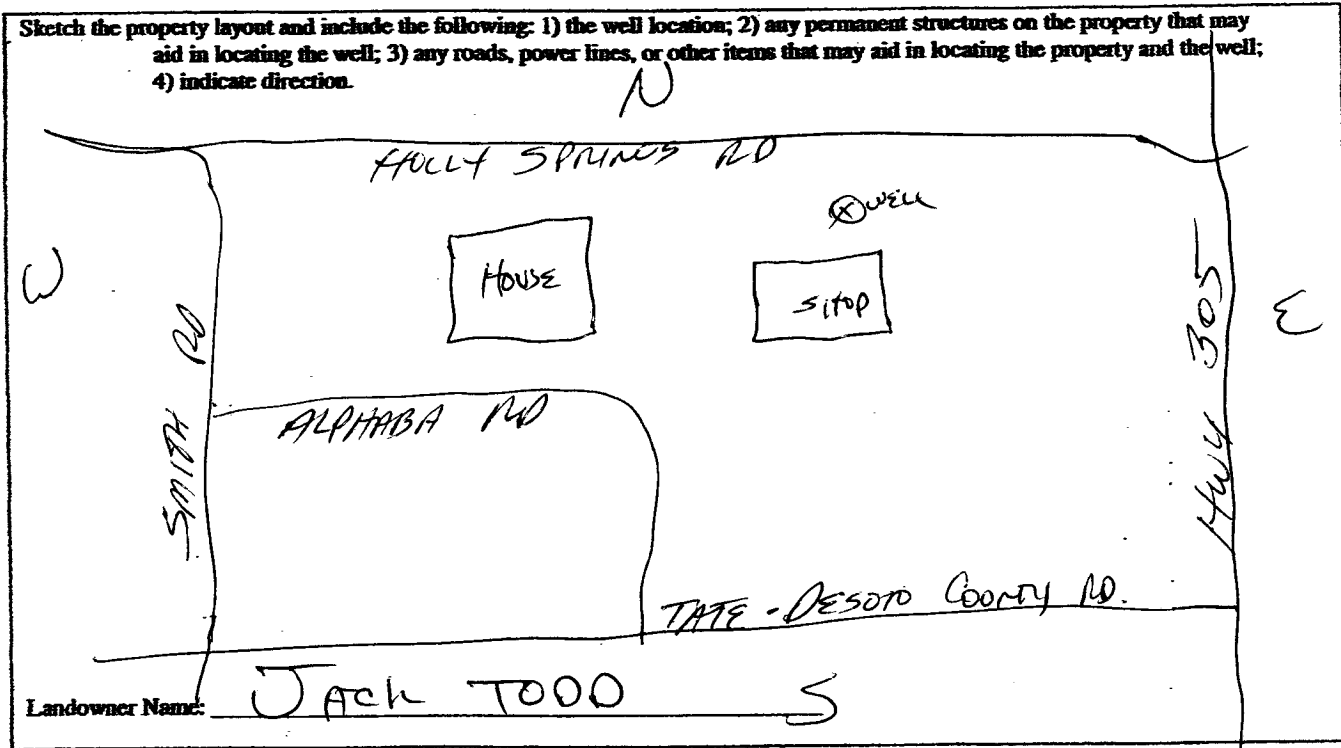 Sketch the property layout and include the following: 1) the well location; 2) any permanent structures on the property that may
aid in locating the well; 3) any roads, power lines, or other items that may aid in locating the property and the well;
4) indicate direction.
N
HOLLY SPRINGS RD
WELL
W
HOUSE
SHOP
E
SMITH RD
HWY 305
ALPHABA RD
TATE - DESOTO COUNTY RD.
Landowner Name: JACK TODD
S